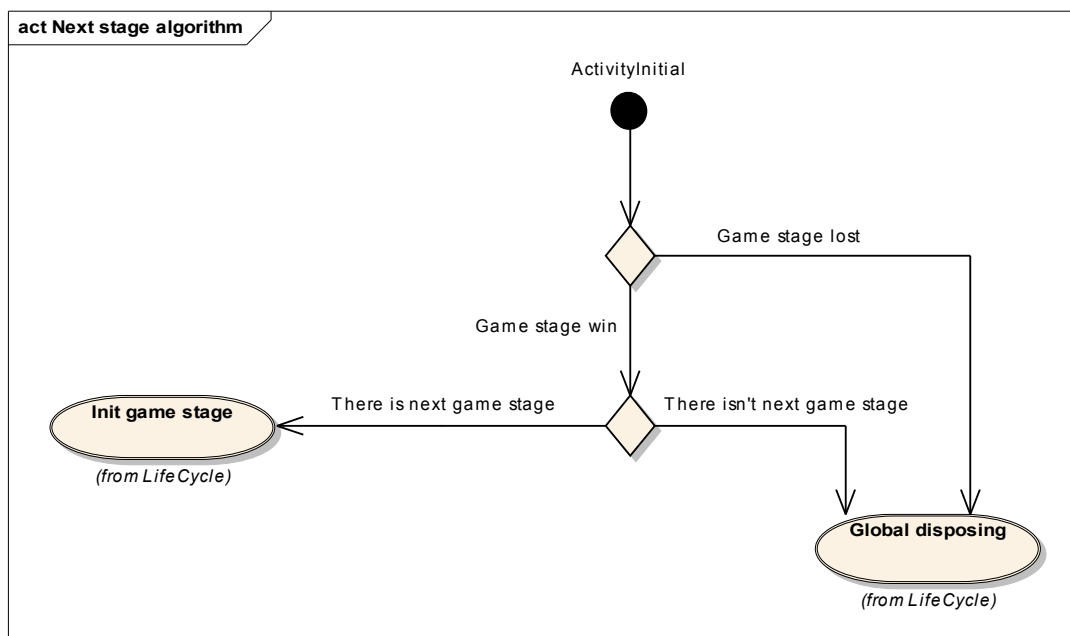 act Next stage algorithm
ActivityInitial
Game stage lost
Game stage win
There is next game stage
There isn't next game stage
Init game stage
(from LifeCycle)
Global disposing
(from LifeCycle)